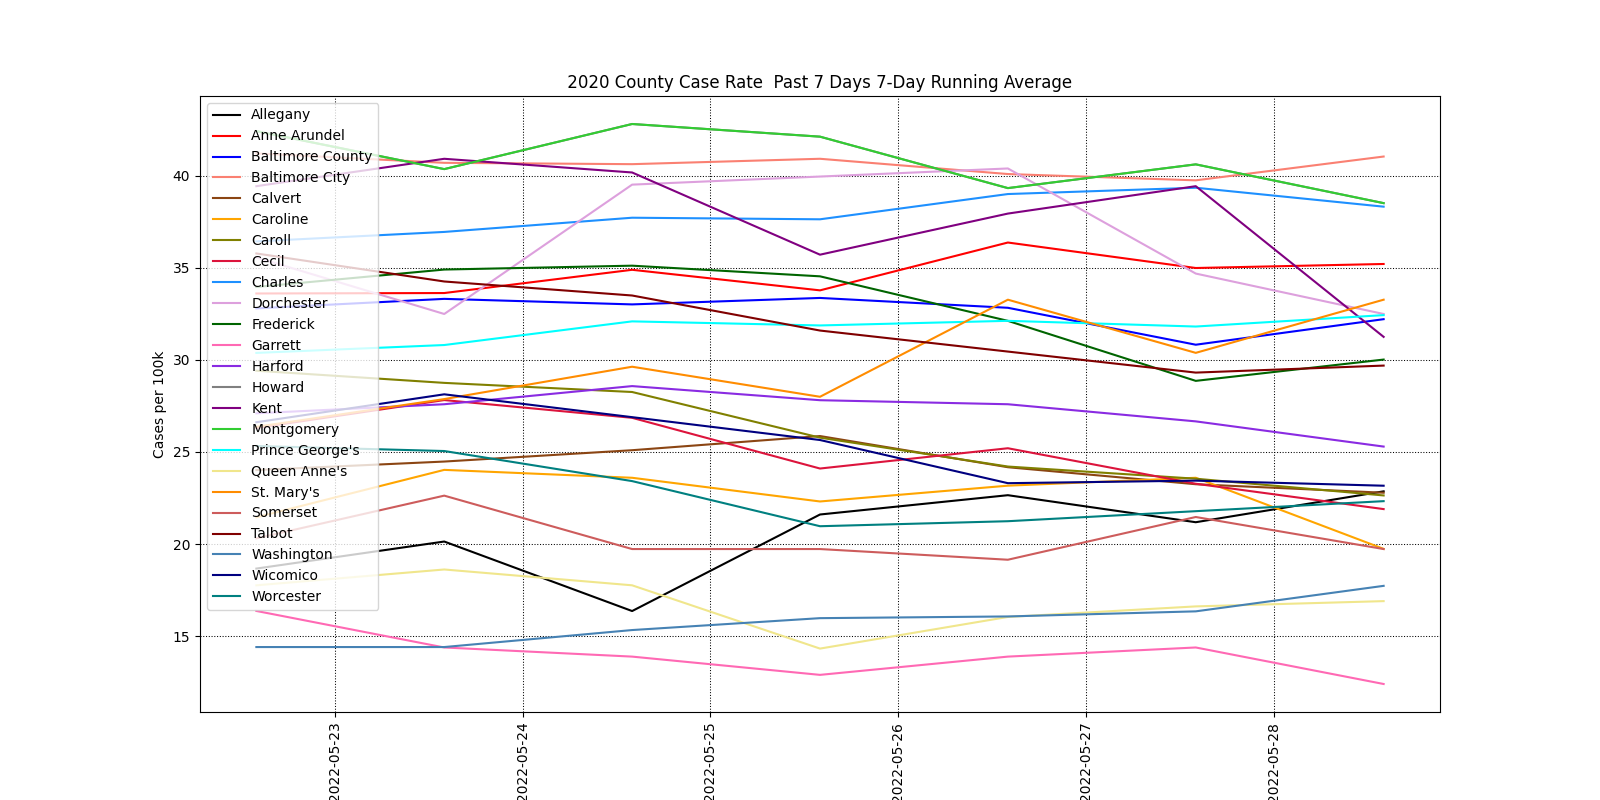 2020 County Case Rate  Past 7 Days 7-Day Running Average
Allegany
Anne Arundel
Baltimore County
Baltimore City
Calvert
Caroline
Caroll
Cecil
Charles
Dorchester
Frederick
Garrett
Harford
Howard
Kent
Montgomery
Prince George's
Queen Anne's
St. Mary's
Somerset
Talbot
Washington
Wicomico
Worcester
Cases per 100k
40
35
30
25
20
15
2022-05-23
2022-05-24
2022-05-25
2022-05-26
2022-05-27
2022-05-28